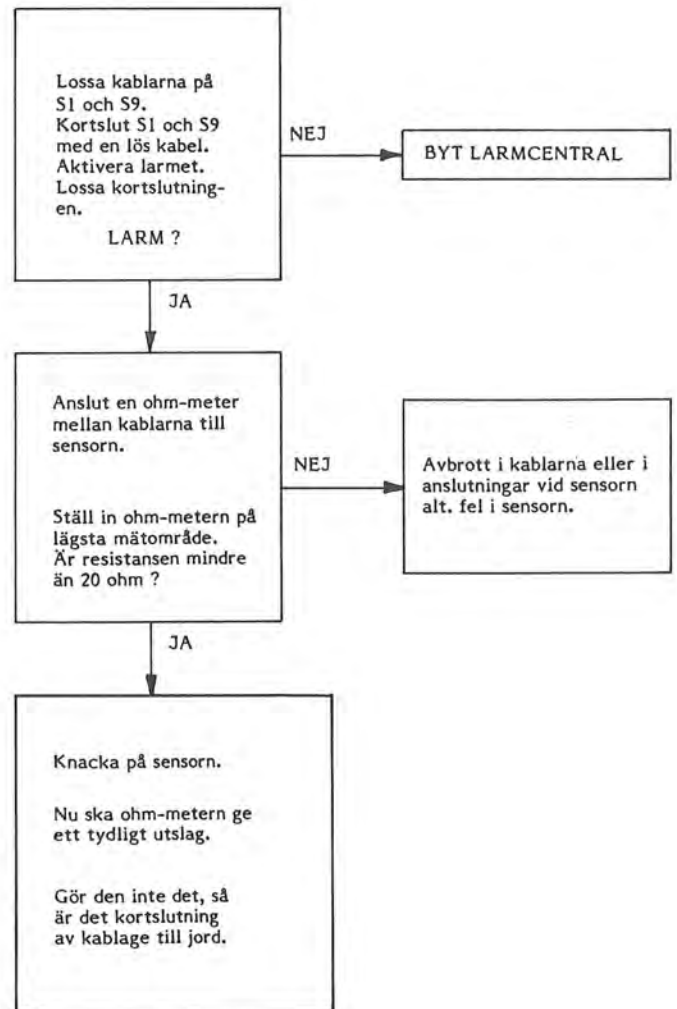 Lossa kablarna på
S1 och S9.
Kortslut S1 och S9
med en lös kabel.
Aktivera larmet.
Lossa kortslutning-
en.
LARM ?
NEJ
BYT LARMCENTRAL
JA
Anslut en ohm-meter
mellan kablarna till
sensorn.
Ställ in ohm-metern på
lägsta mätområde.
Är resistansen mindre
än 20 ohm ?
NEJ
Avbrott i kablarna eller i
anslutningar vid sensorn
alt. fel i sensorn.
JA
Knacka på sensorn.
Nu ska ohm-metern ge
ett tydligt utslag.
Gör den inte det, så
är det kortslutning
av kablage till jord.